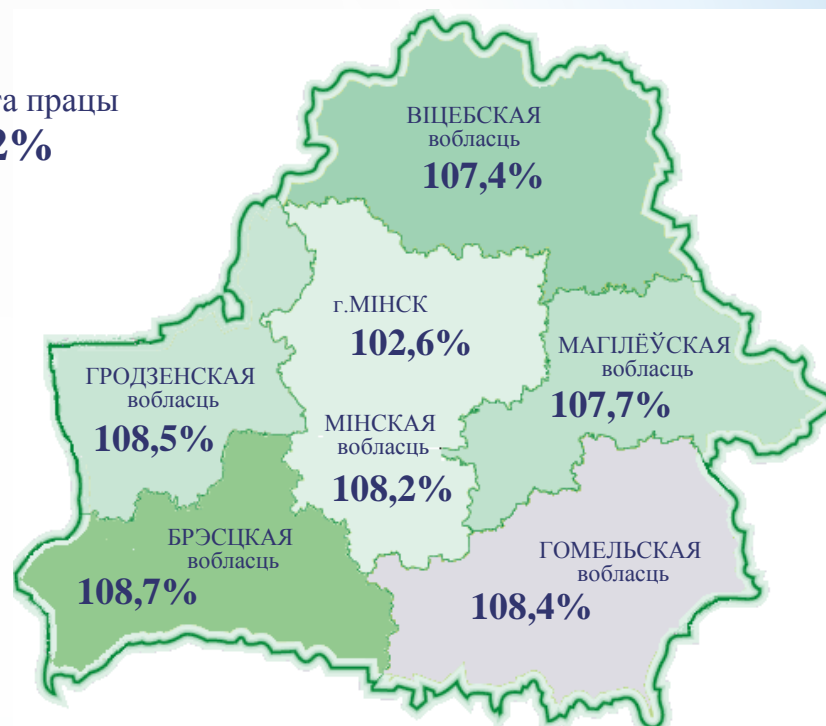 та працы
2%
ВІЦЕБСКАЯ
вобласць
107,4%
г.МІНСК
102,6%
МАГІЛЁЎСКАЯ
вобласць
107,7%
ГРОДЗЕНСКАЯ
вобласць
108,5%
МІНСКАЯ
вобласць
108,2%
БРЭСЦКАЯ
вобласць
108,7%
ГОМЕЛЬСКАЯ
вобласць
108,4%